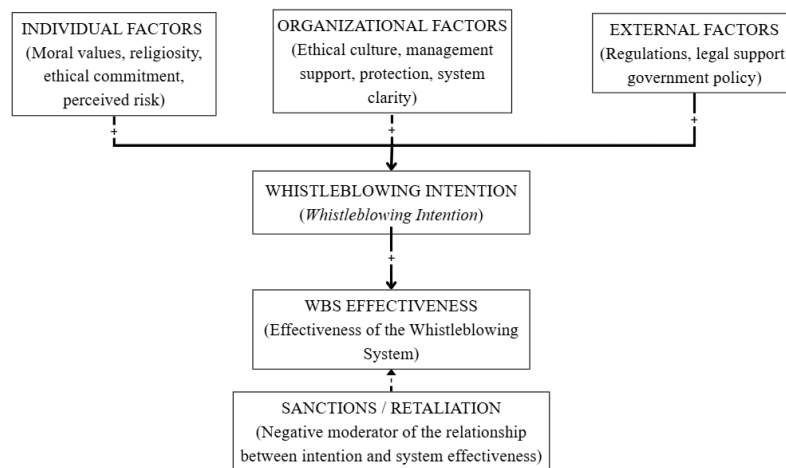 INDIVIDUAL FACTORS
(Moral values, religiosity,
ethical commitment,
perceived risk)
ORGANIZATIONAL FACTORS
(Ethical culture, management
support, protection, system
clarity)
EXTERNAL FACTORS
(Regulations, legal support,
government policy)
+
+
+
WHISTLEBLOWING INTENTION
(Whistleblowing Intention)
+
WBS EFFECTIVENESS
(Effectiveness of the Whistleblowing
System)
SANCTIONS / RETALIATION
(Negative moderator of the relationship
between intention and system effectiveness)